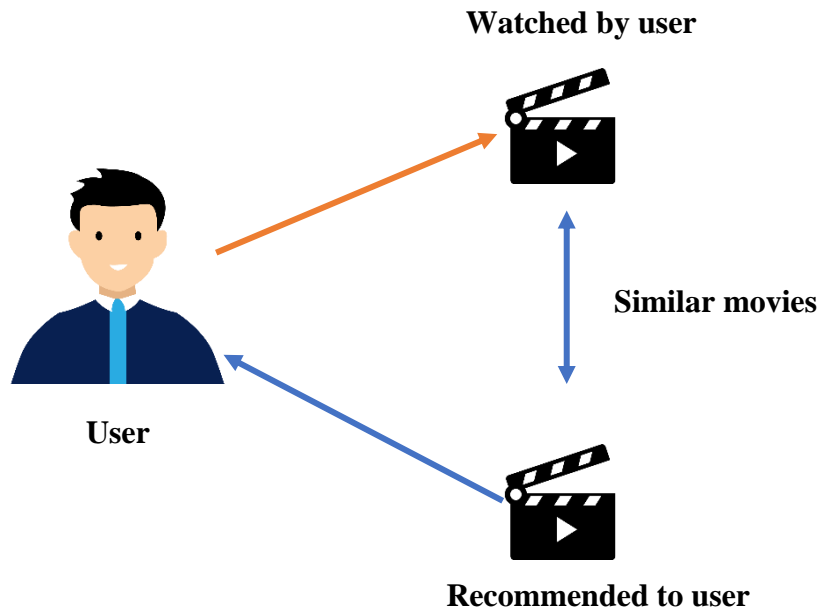 Watched by user
Similar movies
User
Recommended to user